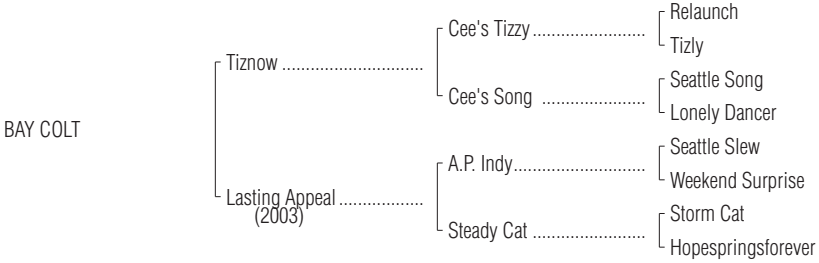 Relaunch
Cee's Tizzy..............................
Tizly
Tiznow ......................................
Seattle Song
Cee's Song ............................
Lonely Dancer
BAY COLT
Seattle Slew
A.P. Indy...................................
Weekend Surprise
Lasting Appeal.......................
(2003)
Storm Cat
Steady Cat ..............................
Hopespringsforever